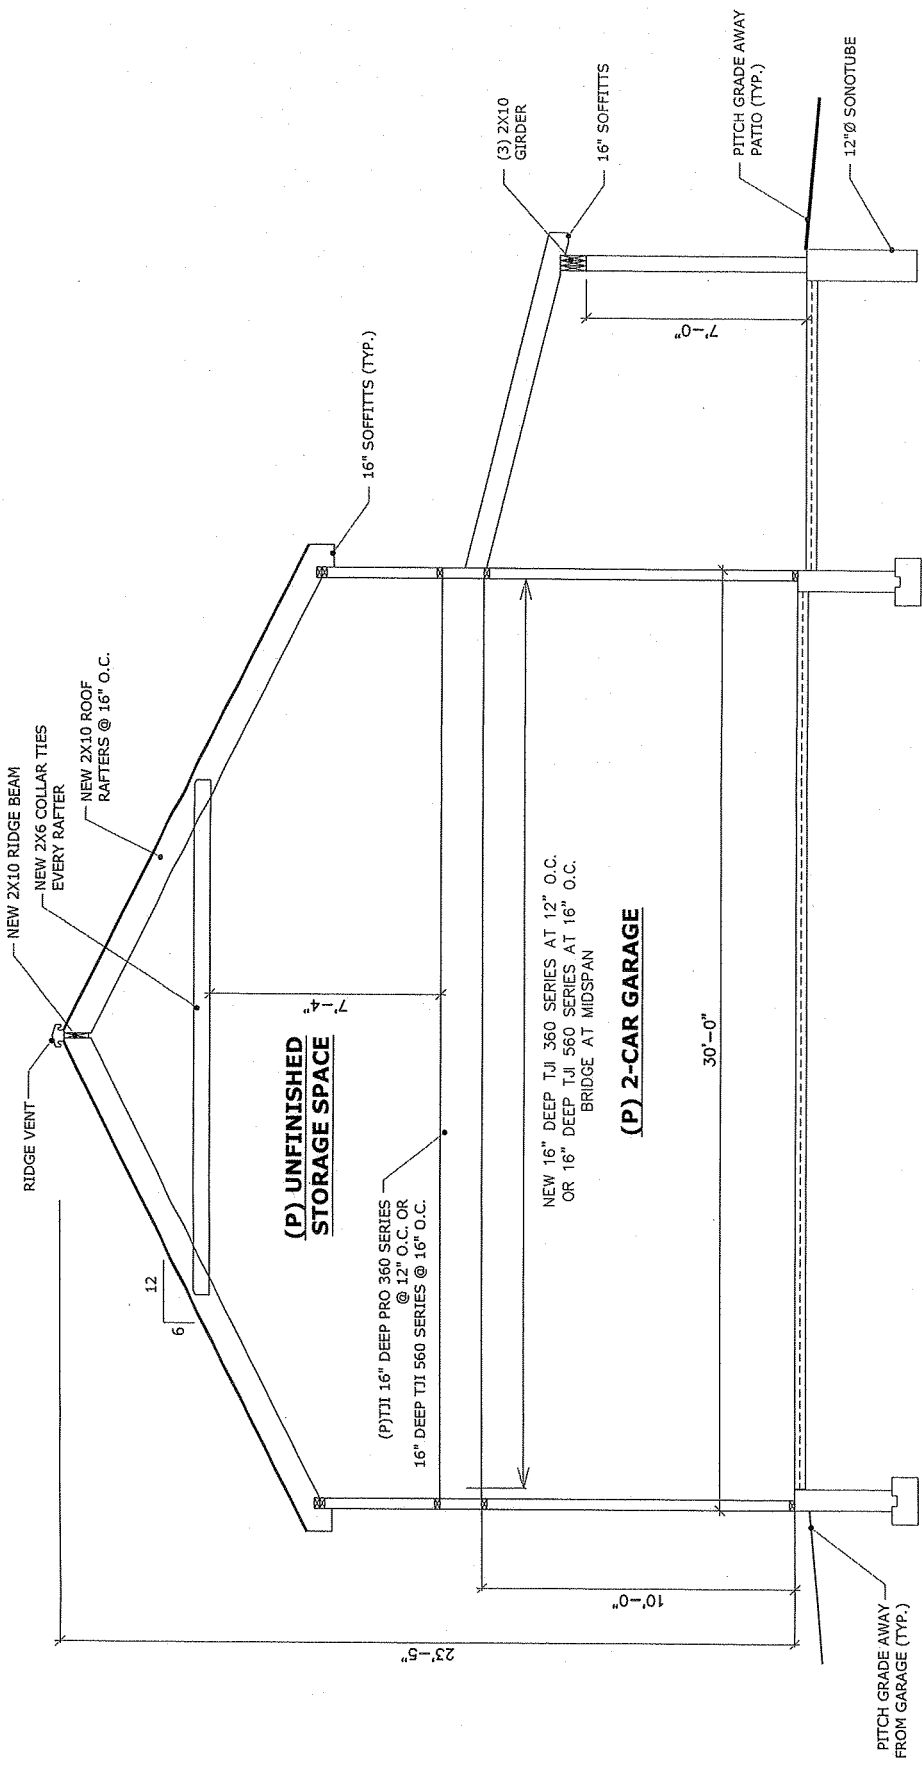 RIDGE VENT
NEW 2X10 RIDGE BEAM
NEW 2X6 COLLAR TIES
EVERY RAFTER
NEW 2X10 ROOF
RAFTERS @ 16" O.C.
12
6
16" SOFFITTS (TYP.)
7'-4"
(P) UNFINISHED
STORAGE SPACE
(P)TJI 16" DEEP PRO 360 SERIES
@ 12" O.C. OR
16" DEEP TJI 560 SERIES @ 16" O.C.
(3) 2X10
GIRDER
16" SOFFITTS
NEW 16" DEEP TJI 360 SERIES AT 12" O.C.
OR 16" DEEP TJI 560 SERIES AT 16" O.C.
BRIDGE AT MIDSPAN
(P) 2-CAR GARAGE
30'-0"
23'-5"
10'-0"
7'-0"
PITCH GRADE AWAY
PATIO (TYP.)
12"Ø SONOTUBE
PITCH GRADE AWAY
FROM GARAGE (TYP.)